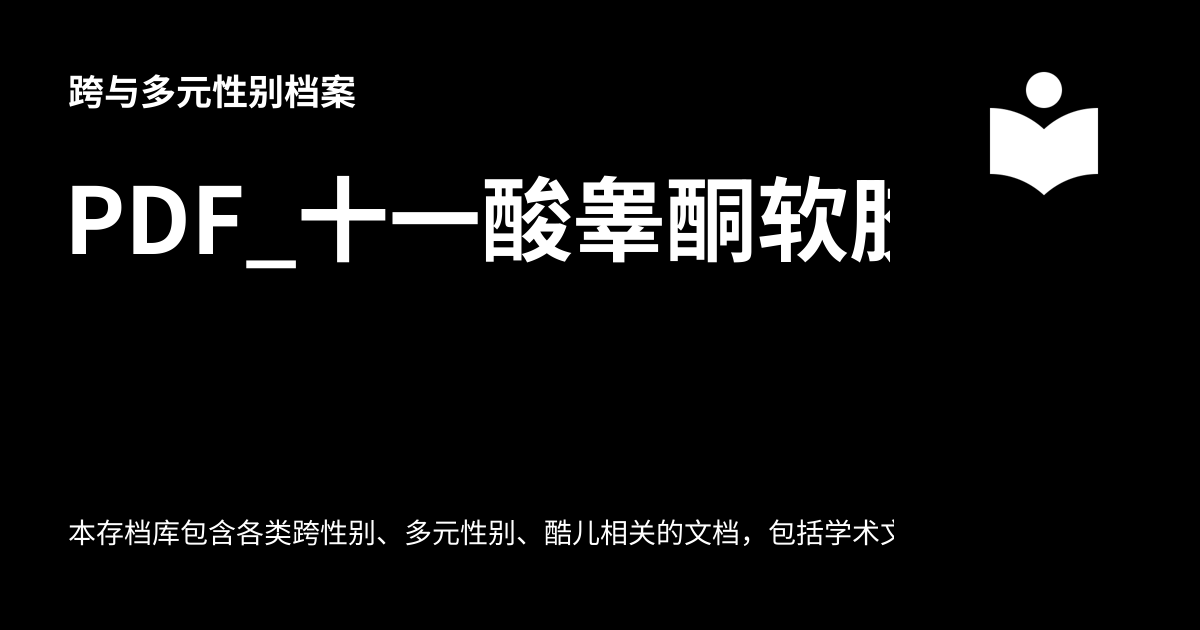 跨与多元性别档案
PDF_十一酸睾酮软
本存档库包含各类跨性别、多元性别、酷儿相关的文档，包括学术